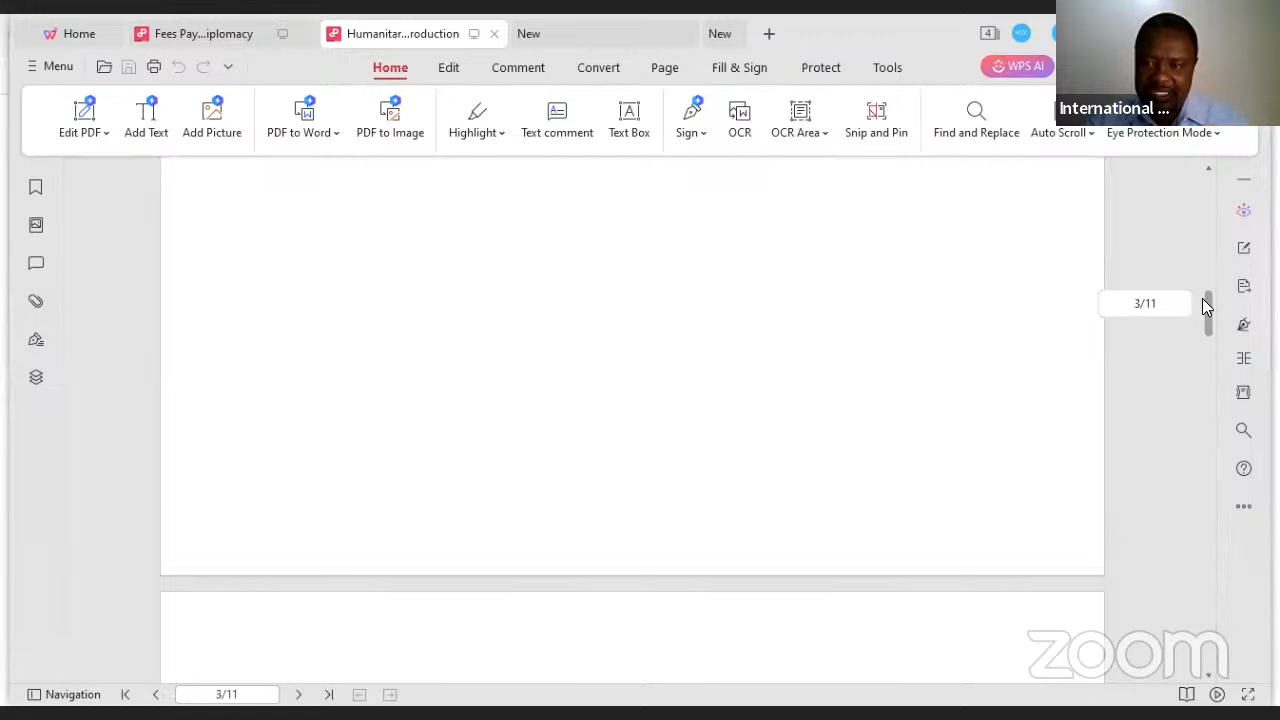 Home
Fees Pay...iplomacy
Humanitar...roduction
New
New
4
Menu
Home
Edit
Comment
Convert
Page
Fill & Sign
Protect
Tools
WPS AI
International ...
Edit PDF
Add Text
Add Picture
PDF to Word
PDF to Image
Highlight
Text comment
Text Box
Sign
OCR
OCR Area
Snip and Pin
Find and Replace
Auto Scroll
Eye Protection Mode
3/11
zoom
Navigation
3/11